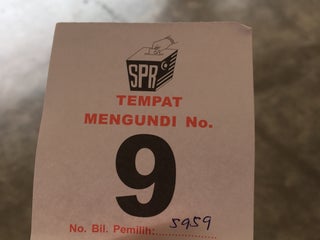 SPR
TEMPAT
MENGUNDI No.
9
No. Bil. Pemilih: 5959